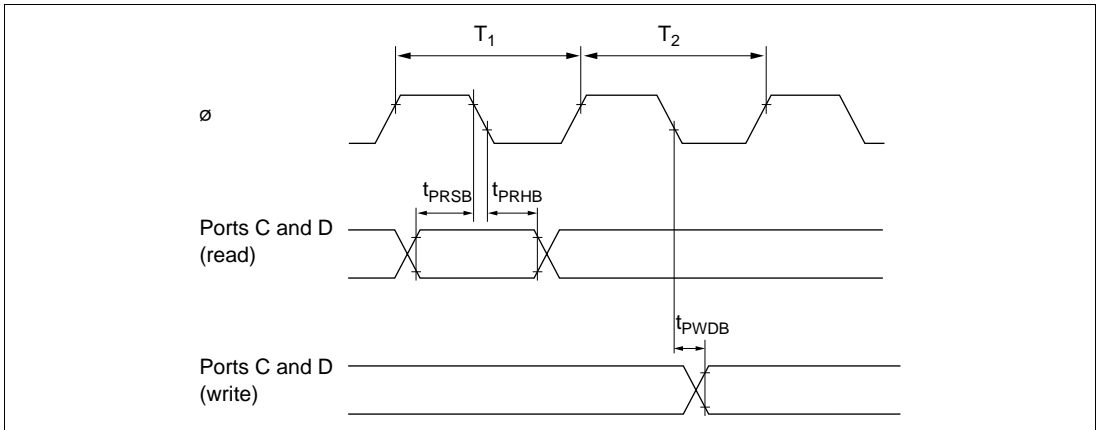 T₁ T₂
ø
tPRSB tPRHB
Ports C and D
(read)
tPWDB
Ports C and D
(write)